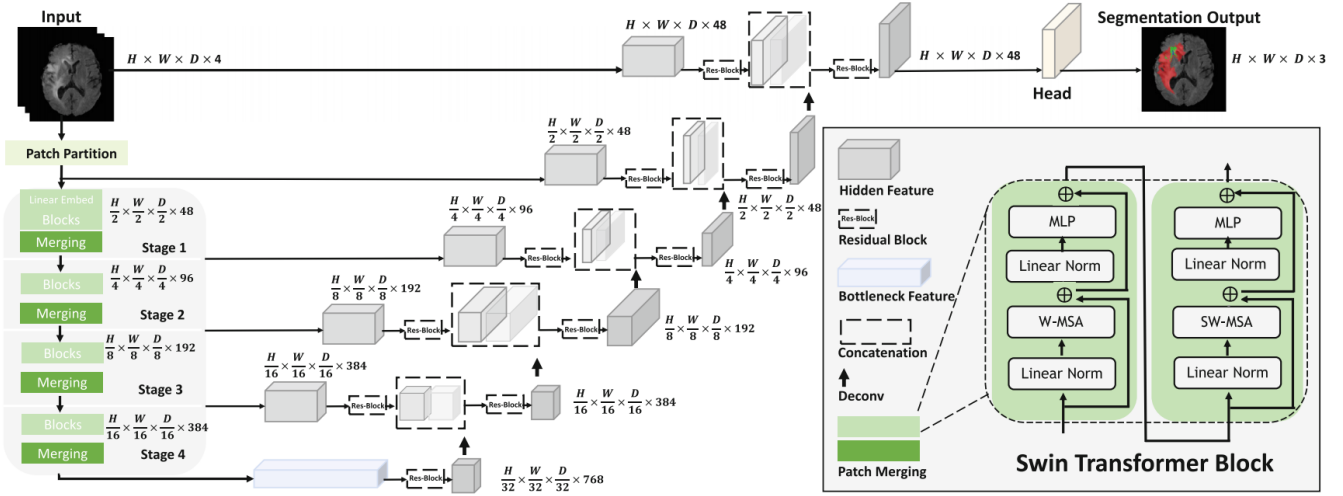 Input
H × W × D × 4
H × W × D × 48
Res-Block
Res-Block
H × W × D × 48
Head
Segmentation Output
H × W × D × 3
Patch Partition
H/2 × W/2 × D/2 × 48
Res-Block
Res-Block
H/2 × W/2 × D/2 × 48
Linear Embed
Blocks
H/2 × W/2 × D/2 × 48
Merging
Stage 1
H/4 × W/4 × D/4 × 96
Res-Block
Res-Block
H/4 × W/4 × D/4 × 96
Blocks
H/4 × W/4 × D/4 × 96
Merging
Stage 2
H/8 × W/8 × D/8 × 192
Res-Block
Res-Block
H/8 × W/8 × D/8 × 192
Blocks
H/8 × W/8 × D/8 × 192
Merging
Stage 3
H/16 × W/16 × D/16 × 384
Res-Block
Res-Block
H/16 × W/16 × D/16 × 384
Blocks
H/16 × W/16 × D/16 × 384
Merging
Stage 4
Res-Block
H/32 × W/32 × D/32 × 768
Hidden Feature
Res-Block
Residual Block
Bottleneck Feature
Concatenation
Deconv
Patch Merging
MLP
Linear Norm
W-MSA
Linear Norm
MLP
Linear Norm
SW-MSA
Linear Norm
Swin Transformer Block